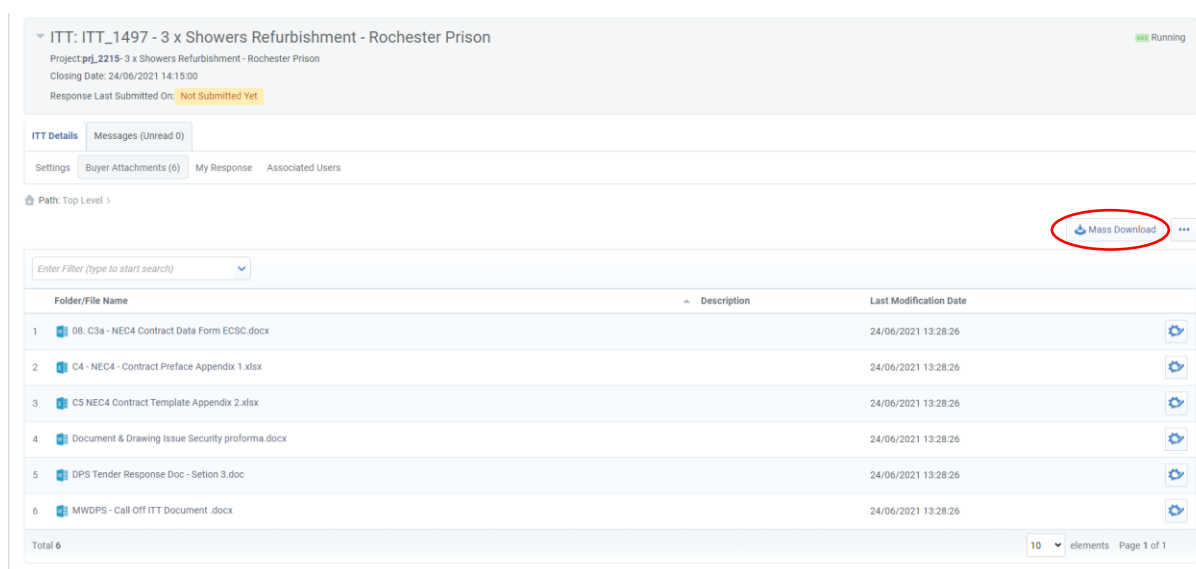 ITT: ITT_1497 - 3 x Showers Refurbishment - Rochester Prison
Running
Project:prj_2215- 3 x Showers Refurbishment - Rochester Prison
Closing Date: 24/06/2021 14:15:00
Response Last Submitted On: Not Submitted Yet
ITT Details Messages (Unread 0)
Settings Buyer Attachments (6) My Response Associated Users
Path: Top Level >
Mass Download ...
Enter Filter (type to start search)
Folder/File Name Description Last Modification Date
1 08. C3a - NEC4 Contract Data Form ECSC.docx 24/06/2021 13:28:26
2 C4 - NEC4 - Contract Preface Appendix 1.xlsx 24/06/2021 13:28:26
3 C5 NEC4 Contract Template Appendix 2.xlsx 24/06/2021 13:28:26
4 Document & Drawing Issue Security proforma.docx 24/06/2021 13:28:26
5 DPS Tender Response Doc - Setion 3.doc 24/06/2021 13:28:26
6 MWDPS - Call Off ITT Document .docx 24/06/2021 13:28:26
Total 6 10 elements Page 1 of 1